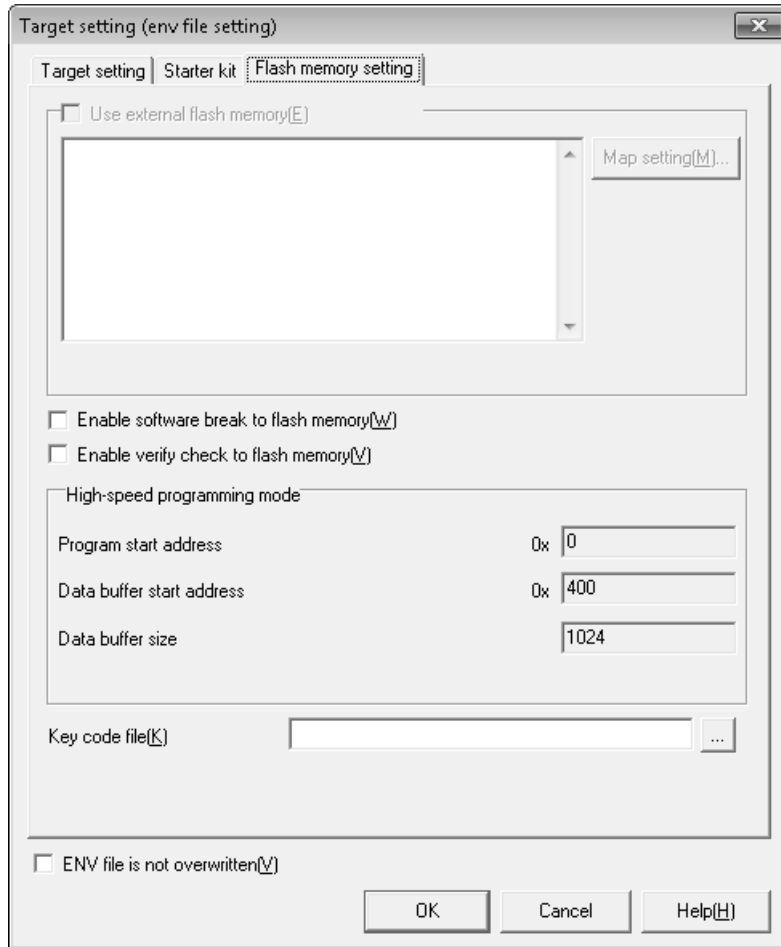 Target setting (env file setting)
Target setting Starter kit Flash memory setting
Use external flash memory(E)
Map setting(M)...
Enable software break to flash memory(W)
Enable verify check to flash memory(V)
High-speed programming mode
Program start address 0x 0
Data buffer start address 0x 400
Data buffer size 1024
Key code file(K) ...
ENV file is not overwritten(V)
OK Cancel Help(H)